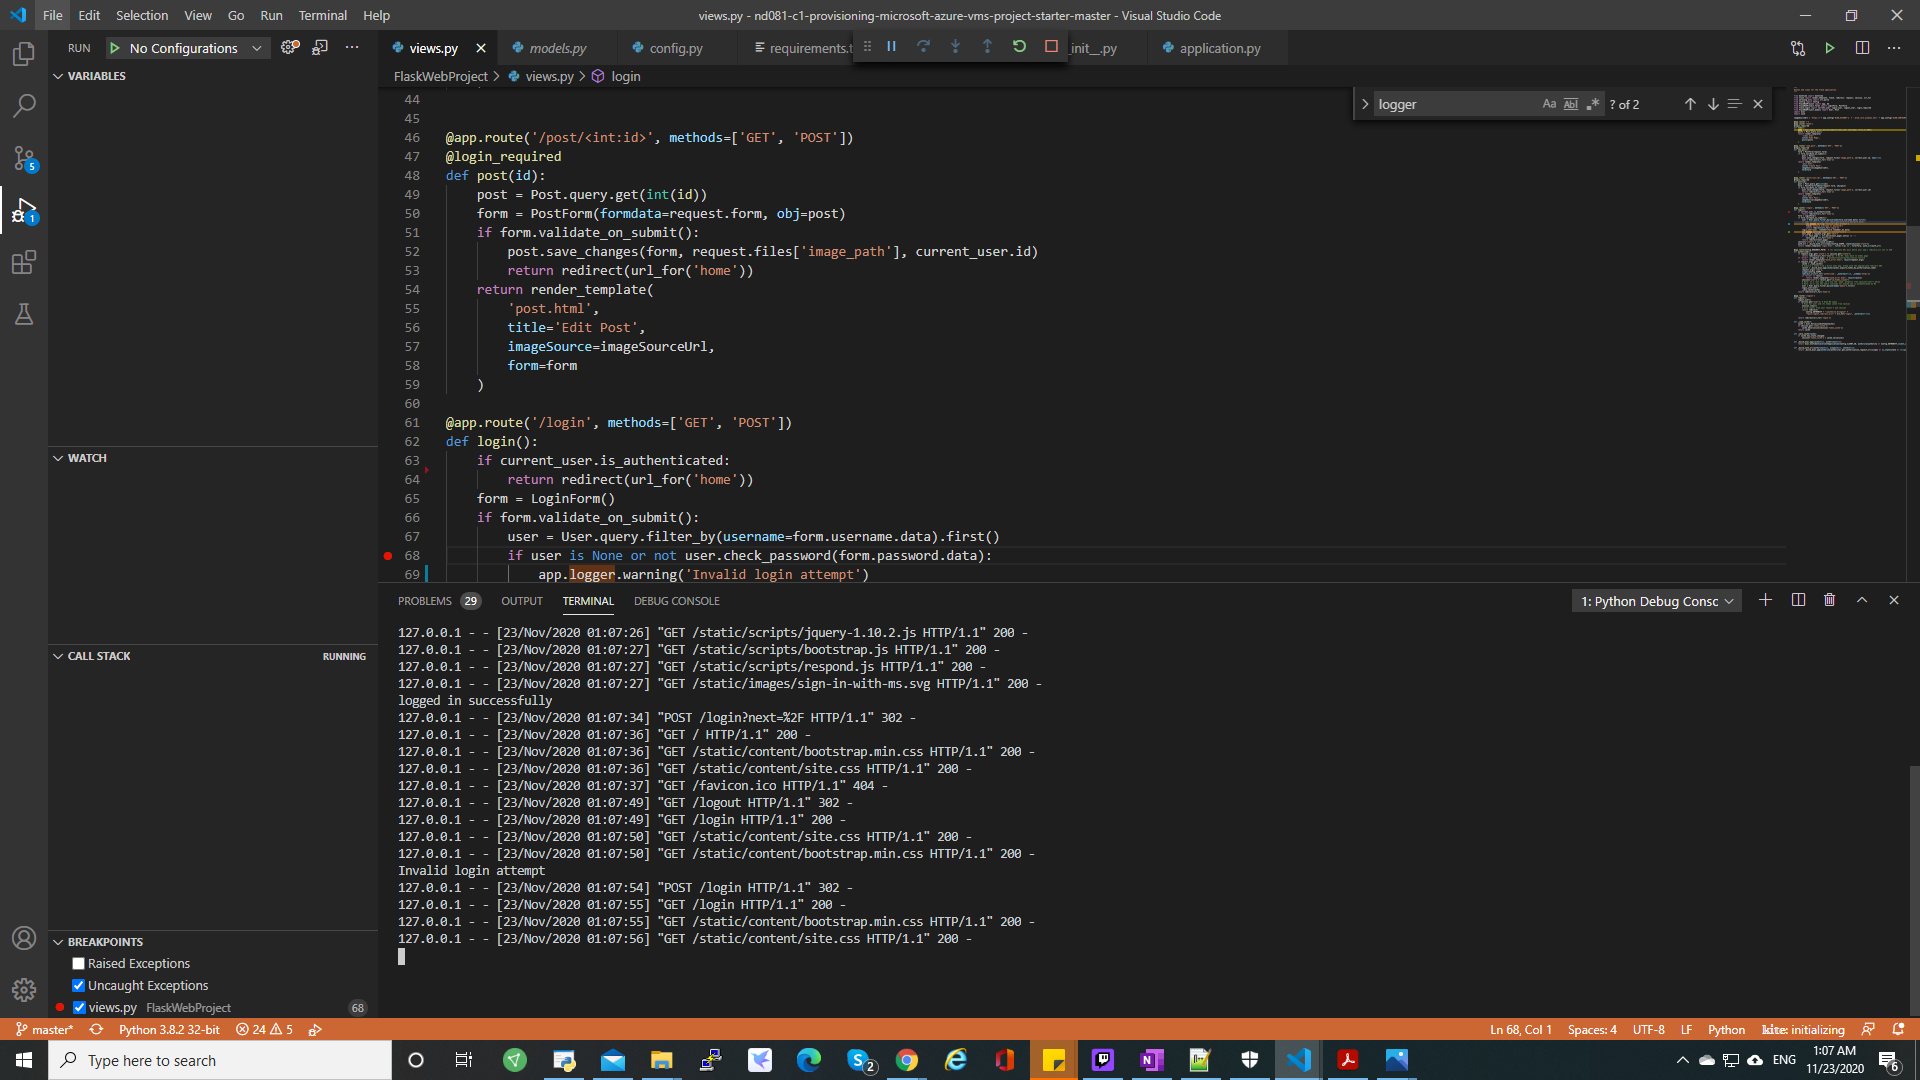 File Edit Selection View Go Run Terminal Help
views.py - nd081-c1-provisioning-microsoft-azure-vms-project-starter-master - Visual Studio Code
RUN No Configurations
views.py models.py config.py requirements.t _init__.py application.py
FlaskWebProject > views.py > login
logger Aa Abl .* ? of 2
VARIABLES
WATCH
CALL STACK RUNNING
BREAKPOINTS
Raised Exceptions
Uncaught Exceptions
views.py FlaskWebProject 68
5
1
44
45
46 @app.route('/post/<int:id>', methods=['GET', 'POST'])
47 @login_required
48 def post(id):
49 post = Post.query.get(int(id))
50 form = PostForm(formdata=request.form, obj=post)
51 if form.validate_on_submit():
52 post.save_changes(form, request.files['image_path'], current_user.id)
53 return redirect(url_for('home'))
54 return render_template(
55 'post.html',
56 title='Edit Post',
57 imageSource=imageSourceUrl,
58 form=form
59 )
60
61 @app.route('/login', methods=['GET', 'POST'])
62 def login():
63 if current_user.is_authenticated:
64 return redirect(url_for('home'))
65 form = LoginForm()
66 if form.validate_on_submit():
67 user = User.query.filter_by(username=form.username.data).first()
68 if user is None or not user.check_password(form.password.data):
69 app.logger.warning('Invalid login attempt')
PROBLEMS 29 OUTPUT TERMINAL DEBUG CONSOLE 1: Python Debug Consc
127.0.0.1 - - [23/Nov/2020 01:07:26] "GET /static/scripts/jquery-1.10.2.js HTTP/1.1" 200 -
127.0.0.1 - - [23/Nov/2020 01:07:27] "GET /static/scripts/bootstrap.js HTTP/1.1" 200 -
127.0.0.1 - - [23/Nov/2020 01:07:27] "GET /static/scripts/respond.js HTTP/1.1" 200 -
127.0.0.1 - - [23/Nov/2020 01:07:27] "GET /static/images/sign-in-with-ms.svg HTTP/1.1" 200 -
logged in successfully
127.0.0.1 - - [23/Nov/2020 01:07:34] "POST /login?next=%2F HTTP/1.1" 302 -
127.0.0.1 - - [23/Nov/2020 01:07:36] "GET / HTTP/1.1" 200 -
127.0.0.1 - - [23/Nov/2020 01:07:36] "GET /static/content/bootstrap.min.css HTTP/1.1" 200 -
127.0.0.1 - - [23/Nov/2020 01:07:36] "GET /static/content/site.css HTTP/1.1" 200 -
127.0.0.1 - - [23/Nov/2020 01:07:37] "GET /favicon.ico HTTP/1.1" 404 -
127.0.0.1 - - [23/Nov/2020 01:07:49] "GET /logout HTTP/1.1" 302 -
127.0.0.1 - - [23/Nov/2020 01:07:49] "GET /login HTTP/1.1" 200 -
127.0.0.1 - - [23/Nov/2020 01:07:50] "GET /static/content/site.css HTTP/1.1" 200 -
127.0.0.1 - - [23/Nov/2020 01:07:50] "GET /static/content/bootstrap.min.css HTTP/1.1" 200 -
Invalid login attempt
127.0.0.1 - - [23/Nov/2020 01:07:54] "POST /login HTTP/1.1" 302 -
127.0.0.1 - - [23/Nov/2020 01:07:55] "GET /login HTTP/1.1" 200 -
127.0.0.1 - - [23/Nov/2020 01:07:55] "GET /static/content/bootstrap.min.css HTTP/1.1" 200 -
127.0.0.1 - - [23/Nov/2020 01:07:56] "GET /static/content/site.css HTTP/1.1" 200 -
master* Python 3.8.2 32-bit 24 5 Ln 68, Col 1 Spaces: 4 UTF-8 LF Python kite: initializing
Type here to search
2
ENG
1:07 AM
11/23/2020
6